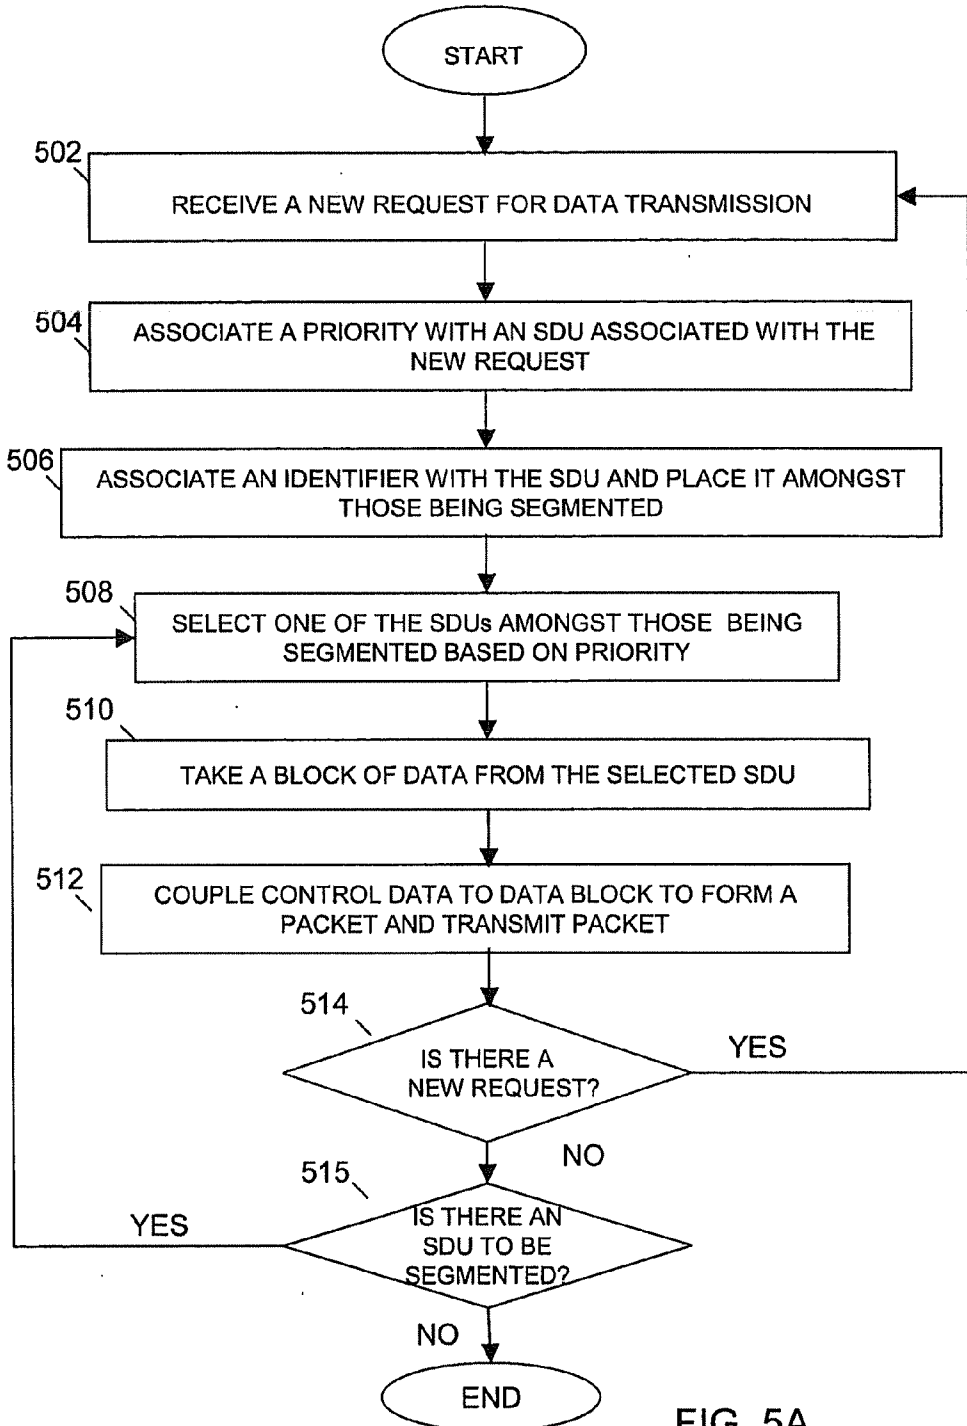 START
502
RECEIVE A NEW REQUEST FOR DATA TRANSMISSION
504
ASSOCIATE A PRIORITY WITH AN SDU ASSOCIATED WITH THE
NEW REQUEST
506
ASSOCIATE AN IDENTIFIER WITH THE SDU AND PLACE IT AMONGST
THOSE BEING SEGMENTED
508
SELECT ONE OF THE SDUs AMONGST THOSE BEING
SEGMENTED BASED ON PRIORITY
510
TAKE A BLOCK OF DATA FROM THE SELECTED SDU
512
COUPLE CONTROL DATA TO DATA BLOCK TO FORM A
PACKET AND TRANSMIT PACKET
514
IS THERE A
NEW REQUEST?
YES
NO
515
IS THERE AN
SDU TO BE
SEGMENTED?
YES
NO
END
FIG. 5A